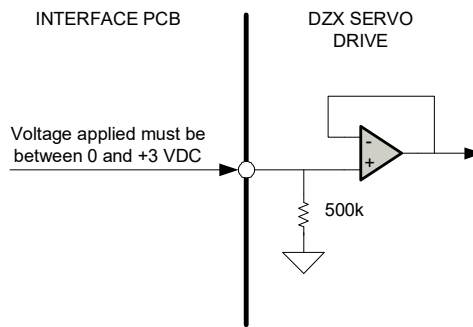 INTERFACE PCB
DZX SERVO
DRIVE
Voltage applied must be
between 0 and +3 VDC
-
+
500k